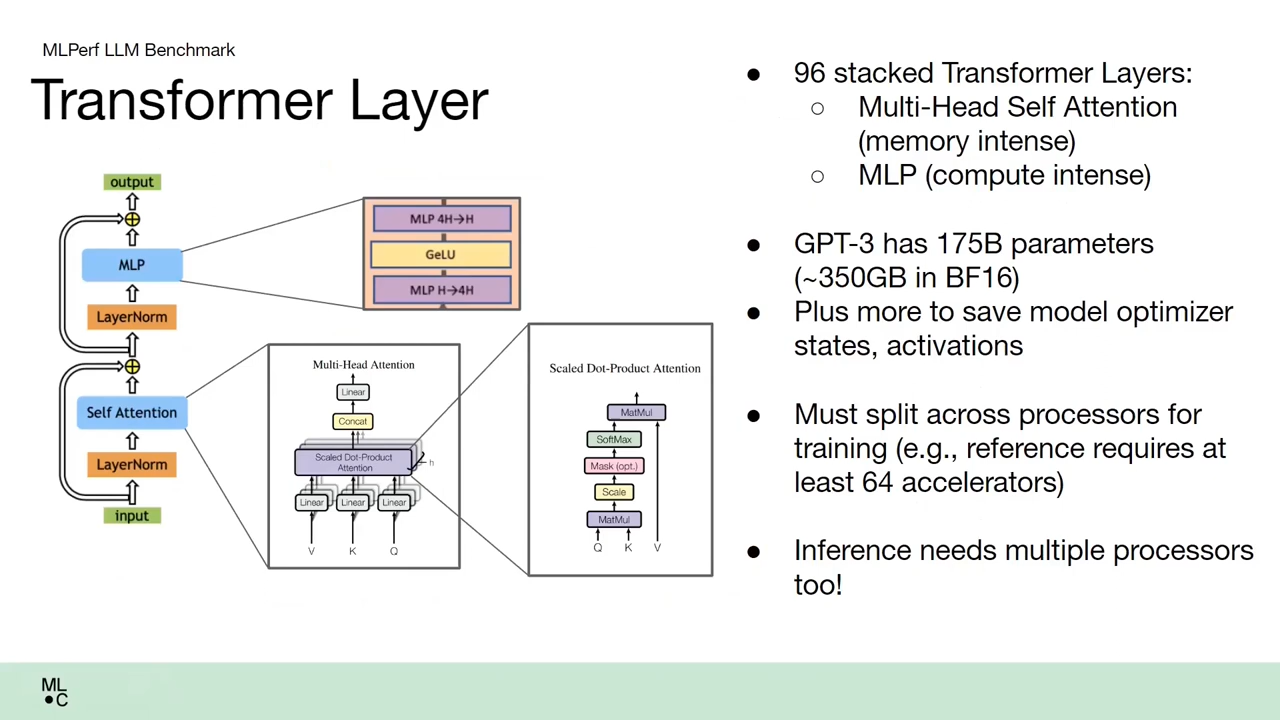 MLPerf LLM Benchmark
Transformer Layer
output
MLP
LayerNorm
Self Attention
LayerNorm
input
MLP 4H→H
GeLU
MLP H→4H
Multi-Head Attention
Linear
Concat
Scaled Dot-Product
Attention
h
Linear
Linear
Linear
V
K
Q
Scaled Dot-Product Attention
MatMul
SoftMax
Mask (opt.)
Scale
MatMul
Q
K
V
● 96 stacked Transformer Layers:
○ Multi-Head Self Attention
(memory intense)
○ MLP (compute intense)
● GPT-3 has 175B parameters
(~350GB in BF16)
● Plus more to save model optimizer
states, activations
● Must split across processors for
training (e.g., reference requires at
least 64 accelerators)
● Inference needs multiple processors
too!
ML
●C